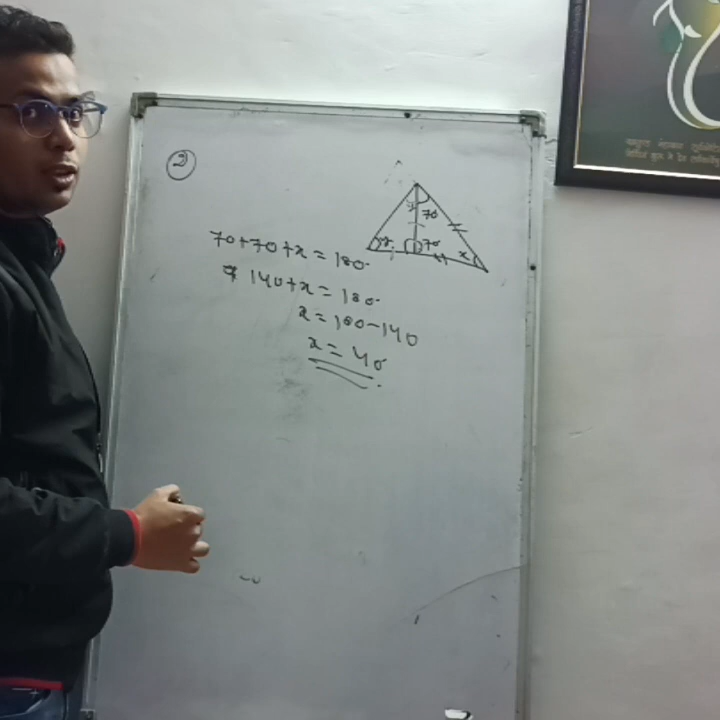 2
70
70
x
y
70+70+x = 180°
140+x = 180°
x = 180-140
x = 40°